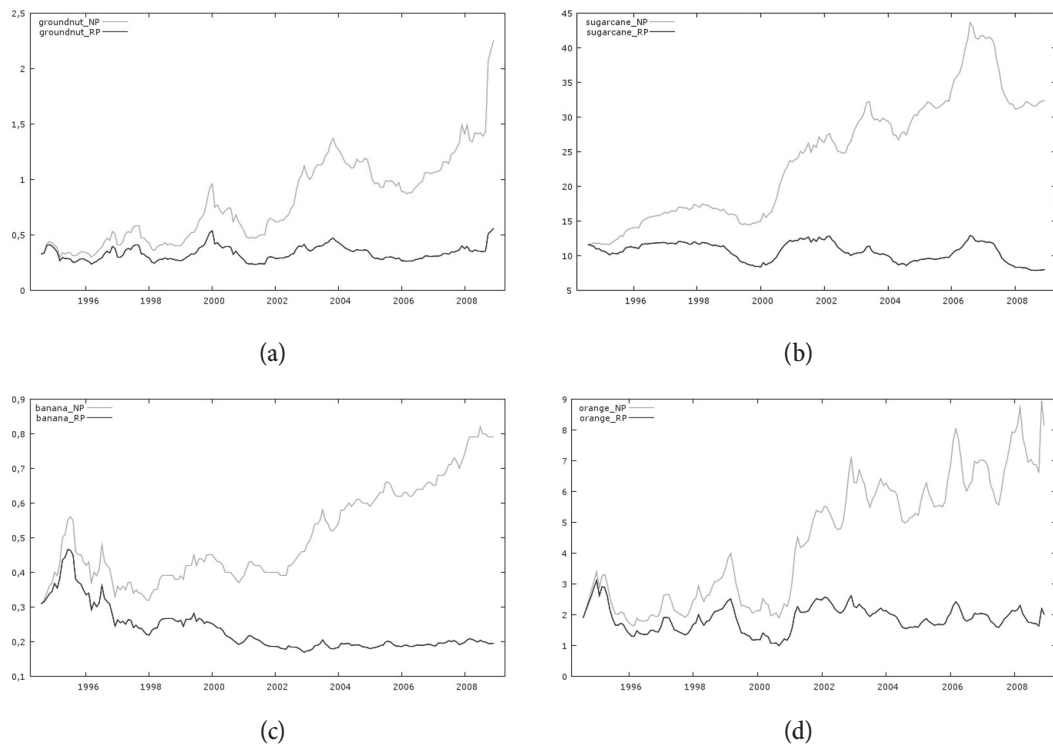 groundnut_NP
groundnut_RP
2,5
2
1,5
1
0,5
0
1996 1998 2000 2002 2004 2006 2008
(a)
sugarcane_NP
sugarcane_RP
45
40
35
30
25
20
15
10
5
1996 1998 2000 2002 2004 2006 2008
(b)
banana_NP
banana_RP
0,9
0,8
0,7
0,6
0,5
0,4
0,3
0,2
0,1
1996 1998 2000 2002 2004 2006 2008
(c)
orange_NP
orange_RP
9
8
7
6
5
4
3
2
1
0
1996 1998 2000 2002 2004 2006 2008
(d)